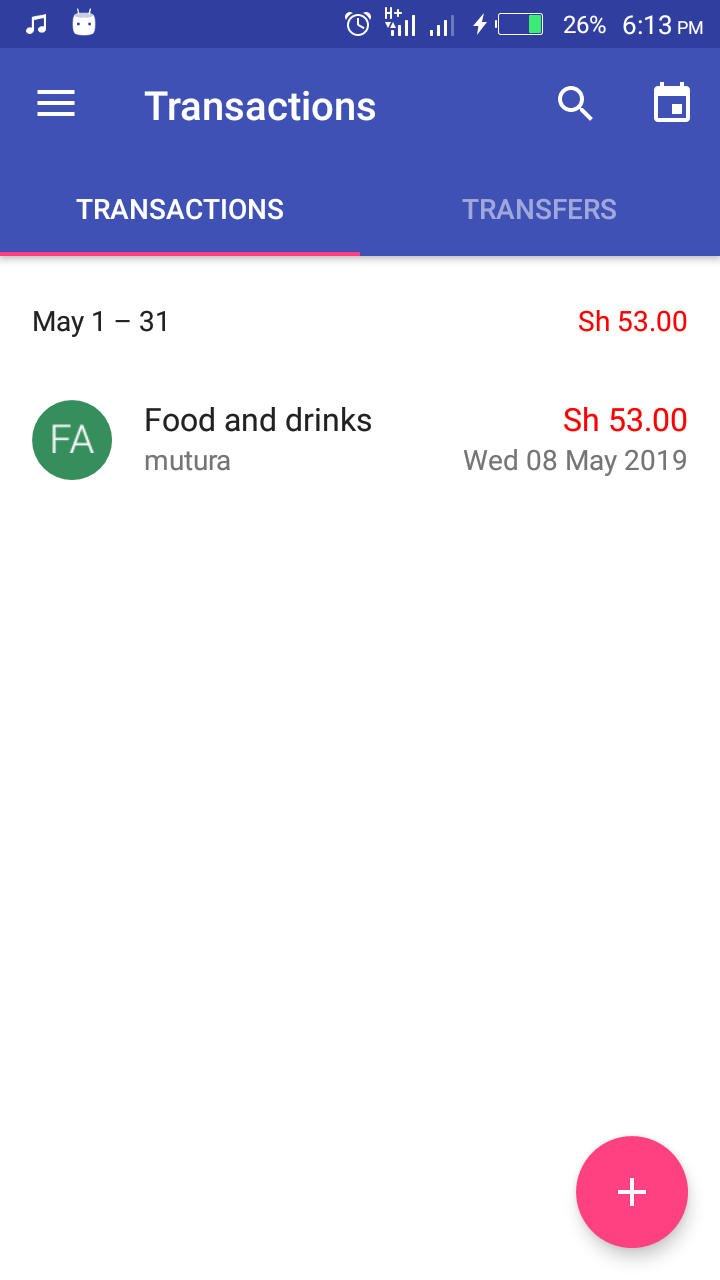 H+
26% 6:13 PM
Transactions
TRANSACTIONS TRANSFERS
May 1 – 31 Sh 53.00
FA Food and drinks Sh 53.00
mutura Wed 08 May 2019